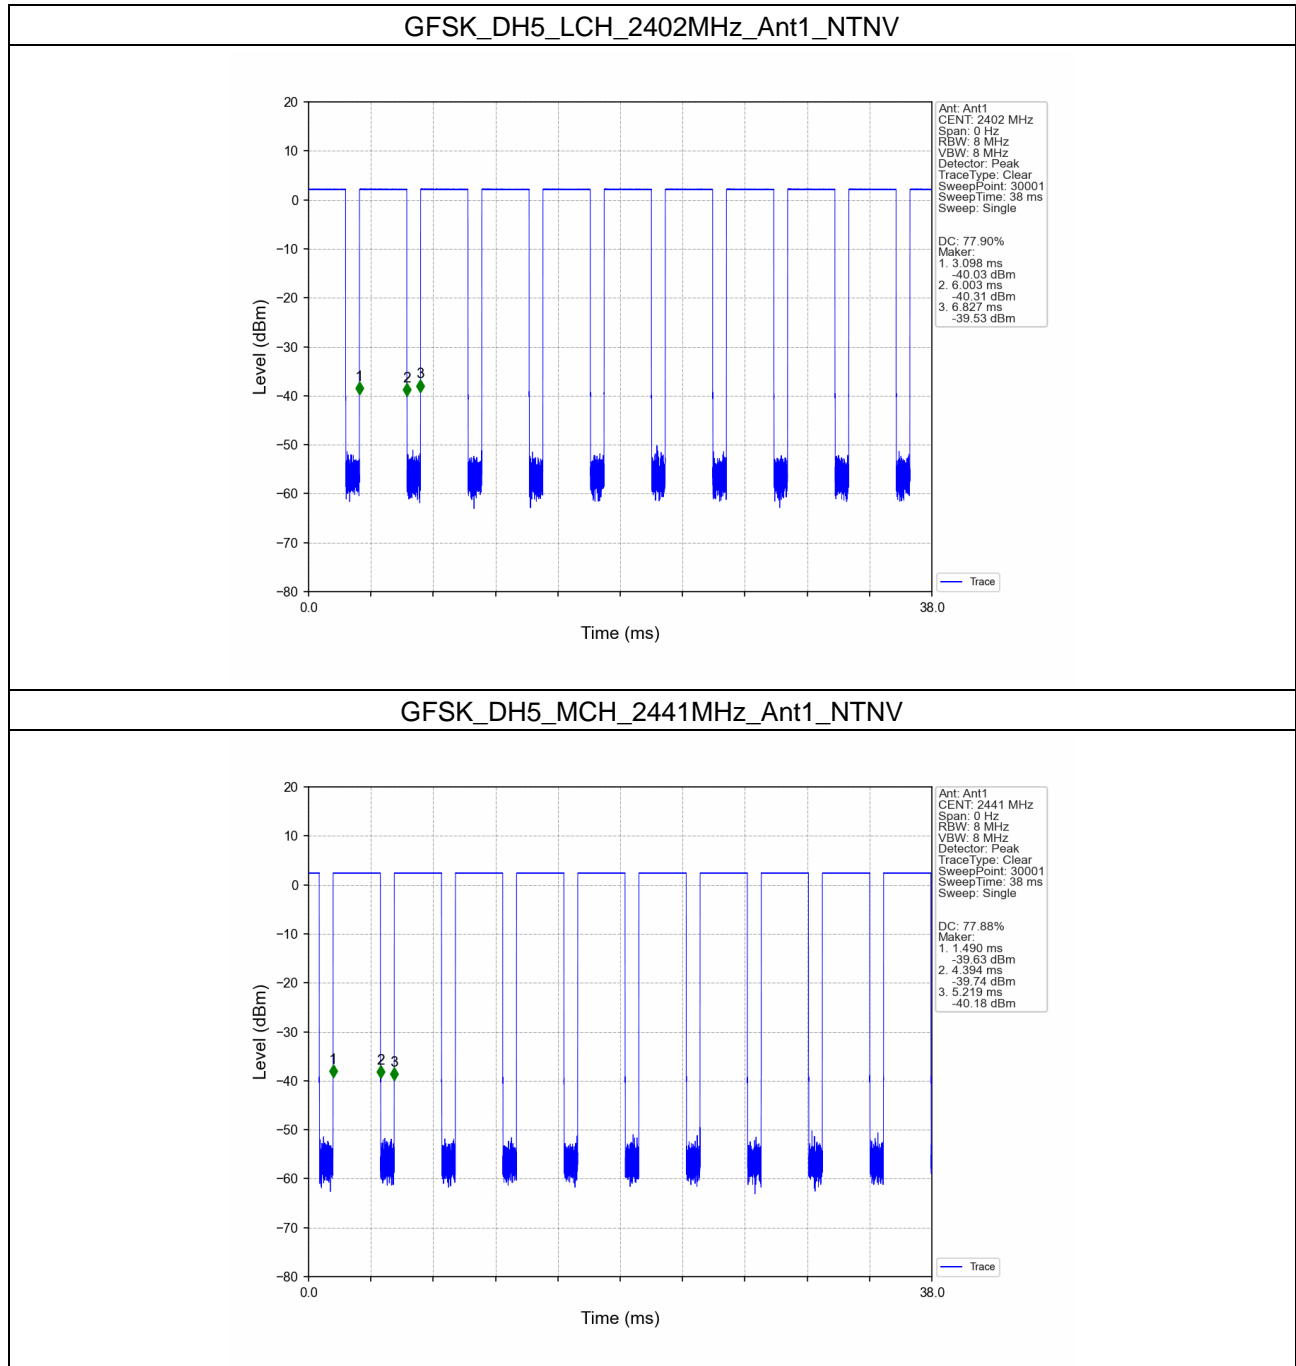 GFSK_DH5_LCH_2402MHz_Ant1_NTNV
20
10
0
−10
−20
−30
−40
−50
−60
−70
−80
Level (dBm)
1
2
3
0.0
38.0
Time (ms)
Ant: Ant1
CENT: 2402 MHz
Span: 0 Hz
RBW: 8 MHz
VBW: 8 MHz
Detector: Peak
TraceType: Clear
SweepPoint: 30001
SweepTime: 38 ms
Sweep: Single
DC: 77.90%
Maker:
1. 3.098 ms
-40.03 dBm
2. 6.003 ms
-40.31 dBm
3. 6.827 ms
-39.53 dBm
Trace
GFSK_DH5_MCH_2441MHz_Ant1_NTNV
20
10
0
−10
−20
−30
−40
−50
−60
−70
−80
Level (dBm)
1
2
3
0.0
38.0
Time (ms)
Ant: Ant1
CENT: 2441 MHz
Span: 0 Hz
RBW: 8 MHz
VBW: 8 MHz
Detector: Peak
TraceType: Clear
SweepPoint: 30001
SweepTime: 38 ms
Sweep: Single
DC: 77.88%
Maker:
1. 1.490 ms
-39.63 dBm
2. 4.394 ms
-39.74 dBm
3. 5.219 ms
-40.18 dBm
Trace